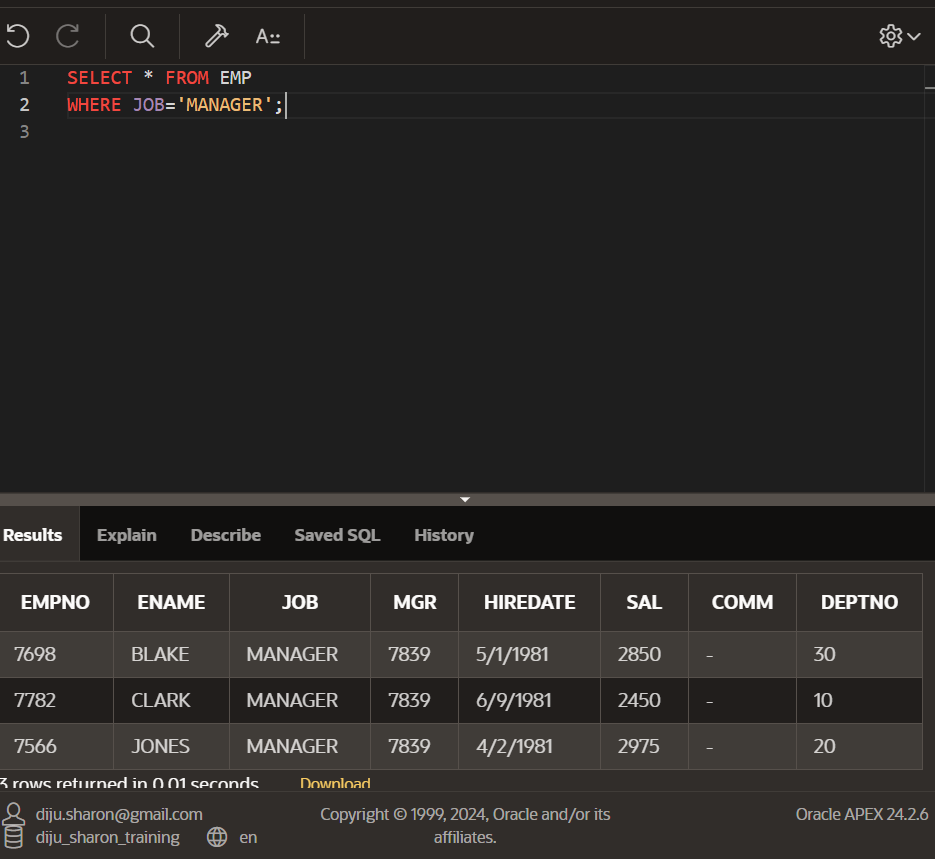 A::
1 SELECT * FROM EMP
2 WHERE JOB='MANAGER';
3
Results Explain Describe Saved SQL History
EMPNO ENAME JOB MGR HIREDATE SAL COMM DEPTNO
7698 BLAKE MANAGER 7839 5/1/1981 2850 - 30
7782 CLARK MANAGER 7839 6/9/1981 2450 - 10
7566 JONES MANAGER 7839 4/2/1981 2975 - 20
3 rows returned in 0.01 seconds Download
diju.sharon@gmail.com
diju_sharon_training en
Copyright © 1999, 2024, Oracle and/or its
affiliates.
Oracle APEX 24.2.6